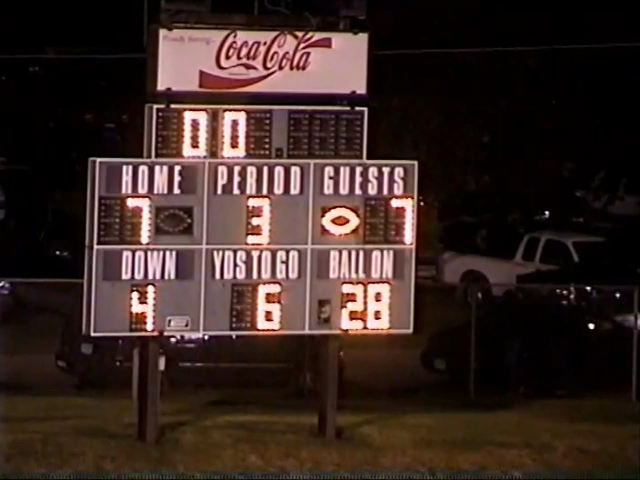 Coca-Cola
00
HOME PERIOD GUESTS
7 3 7
DOWN YDS TO GO BALL ON
4 6 28